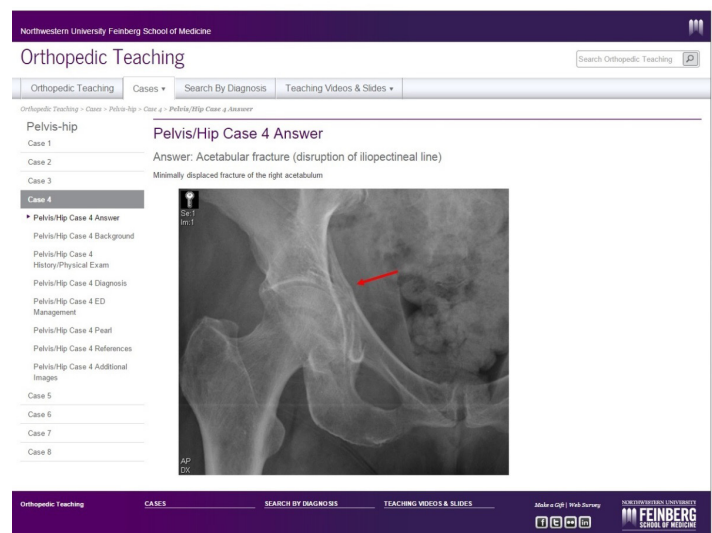 Northwestern University Feinberg School of Medicine
Orthopedic Teaching
Search Orthopedic Teaching
Orthopedic Teaching
Cases ▾
Search By Diagnosis
Teaching Videos & Slides ▾
Orthopedic Teaching > Cases > Pelvis-hip > Case 4 > Pelvis/Hip Case 4 Answer
Pelvis-hip
Case 1
Case 2
Case 3
Case 4
Pelvis/Hip Case 4 Answer
Pelvis/Hip Case 4 Background
Pelvis/Hip Case 4
History/Physical Exam
Pelvis/Hip Case 4 Diagnosis
Pelvis/Hip Case 4 ED
Management
Pelvis/Hip Case 4 Pearl
Pelvis/Hip Case 4 References
Pelvis/Hip Case 4 Additional
Images
Case 5
Case 6
Case 7
Case 8
Pelvis/Hip Case 4 Answer
Answer: Acetabular fracture (disruption of iliopectineal line)
Minimally displaced fracture of the right acetabulum
Se:1
Im:1
AP
DX
Orthopedic Teaching
CASES
SEARCH BY DIAGNOSIS
TEACHING VIDEOS & SLIDES
Make a Gift | Web Survey
NORTHWESTERN UNIVERSITY
FEINBERG
SCHOOL OF MEDICINE